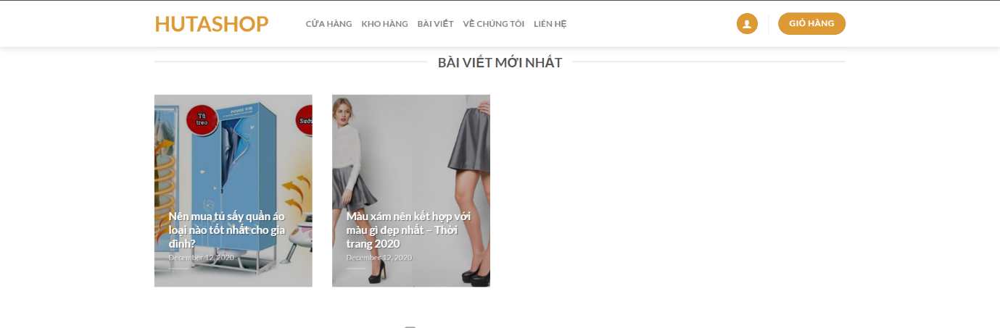 HUTASHOP
CỬA HÀNG
KHO HÀNG
BÀI VIẾT
VỀ CHÚNG TÔI
LIÊN HỆ
GIỎ HÀNG
BÀI VIẾT MỚI NHẤT
Tủ
treo
Nên mua tủ sấy quần áo
loại nào tốt nhất cho gia
đình?
December 12, 2020
Màu xám nên kết hợp với
màu gì đẹp nhất – Thời
trang 2020
December 12, 2020